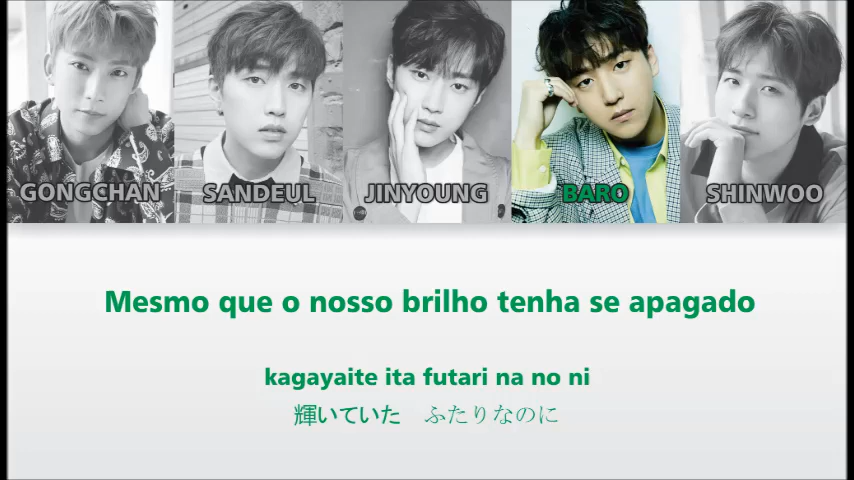 GONGCHAN SANDEUL JINYOUNG BARO SHINWOO
Mesmo que o nosso brilho tenha se apagado
kagayaite ita futari na no ni
輝いていた ふたりなのに